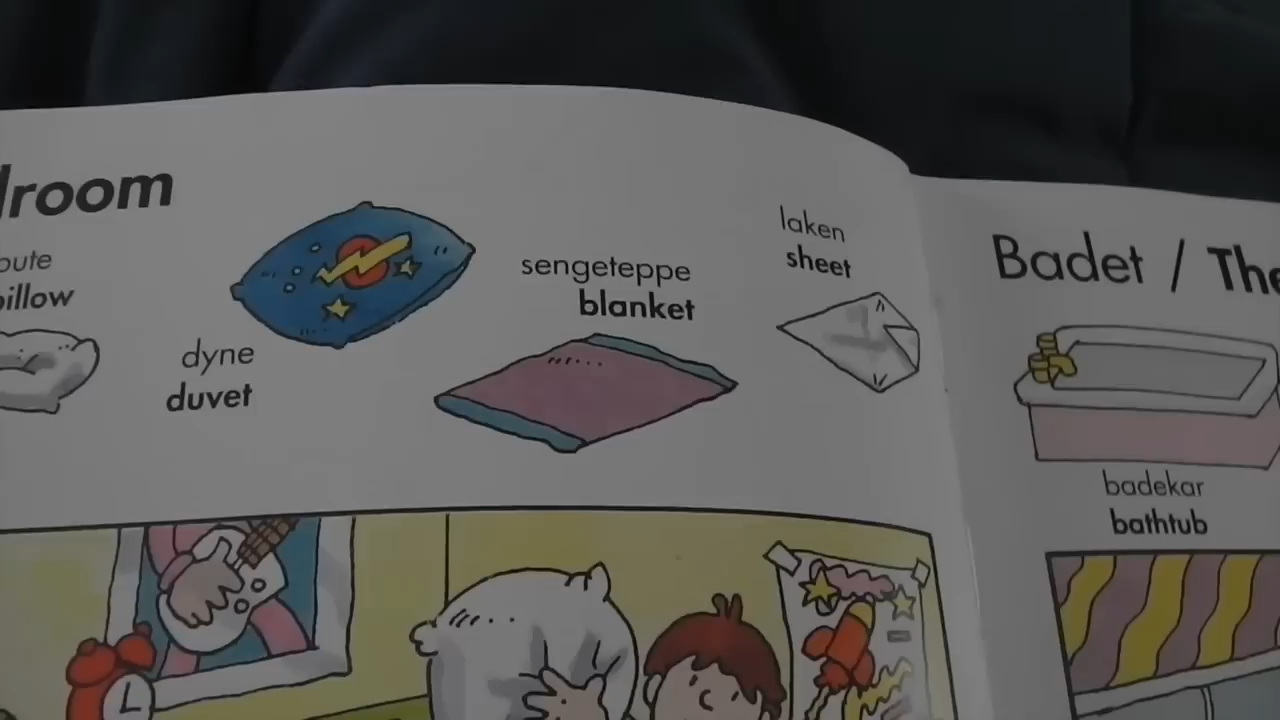 droom
pute
pillow
dyne
duvet
sengeteppe
blanket
laken
sheet
Badet / The
badekar
bathtub